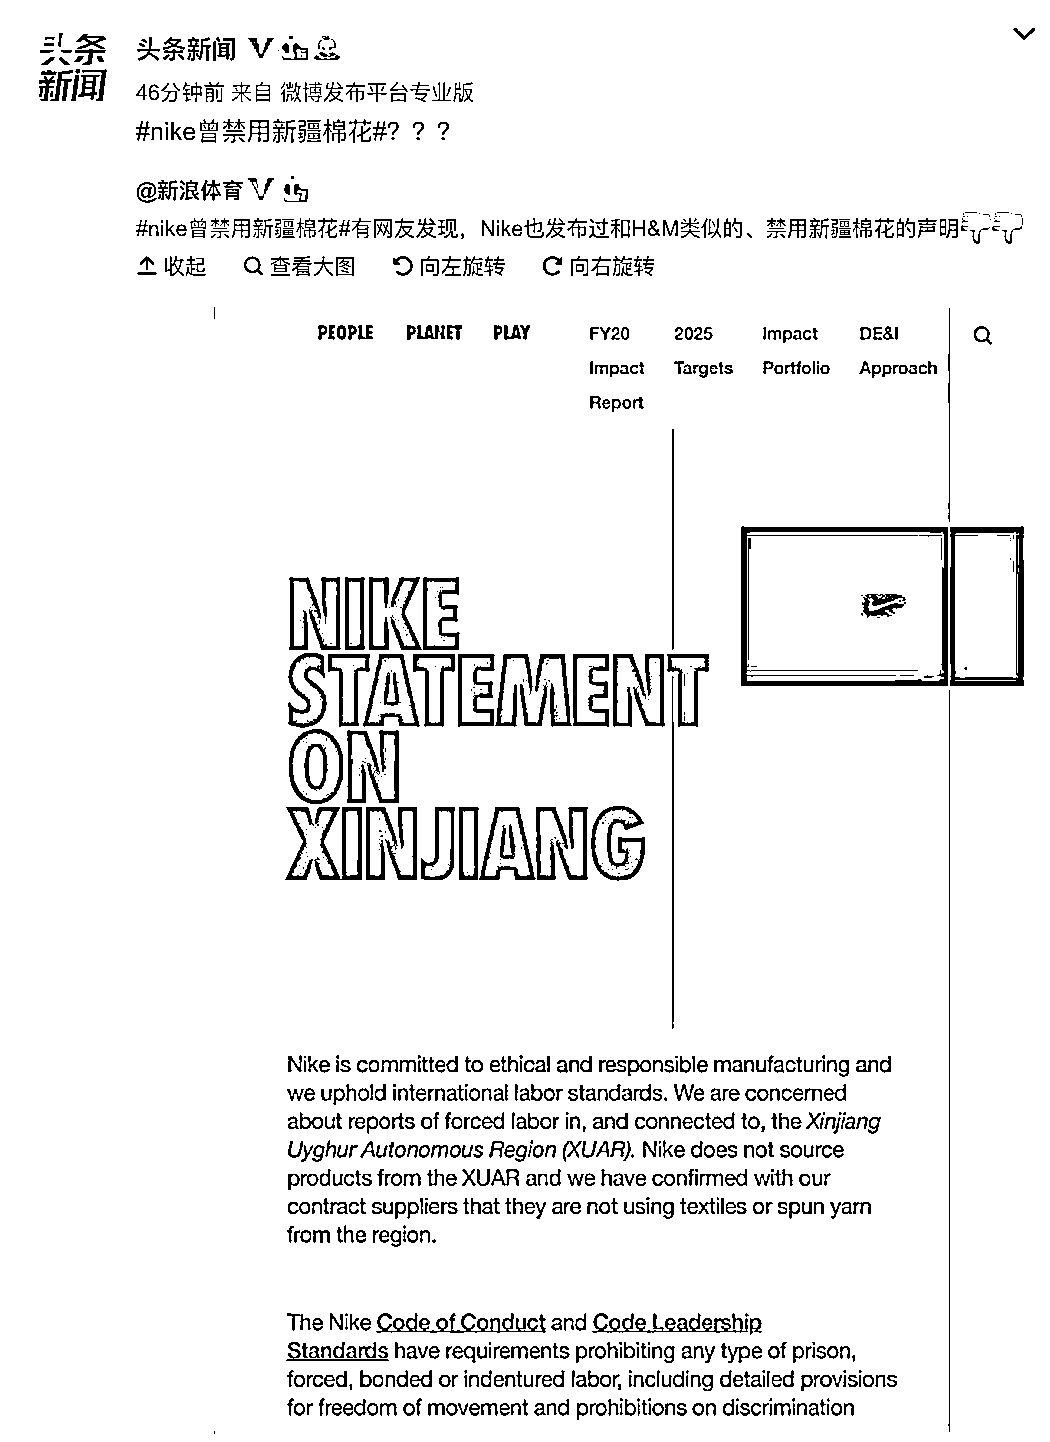 头条
新闻
头条新闻
46分钟前 来自 微博发布平台专业版
#nike曾禁用新疆棉花#？？？
@新浪体育
#nike曾禁用新疆棉花#有网友发现，Nike也发布过和H&M类似的、禁用新疆棉花的声明
收起 查看大图 向左旋转 向右旋转
PEOPLE PLANET PLAY FY20 2025 Impact DE&I
Impact Targets Portfolio Approach
Report
NIKE
STATEMENT
ON
XINJIANG
Nike is committed to ethical and responsible manufacturing and
we uphold international labor standards. We are concerned
about reports of forced labor in, and connected to, the Xinjiang
Uyghur Autonomous Region (XUAR). Nike does not source
products from the XUAR and we have confirmed with our
contract suppliers that they are not using textiles or spun yarn
from the region.
The Nike Code of Conduct and Code Leadership
Standards have requirements prohibiting any type of prison,
forced, bonded or indentured labor, including detailed provisions
for freedom of movement and prohibitions on discrimination